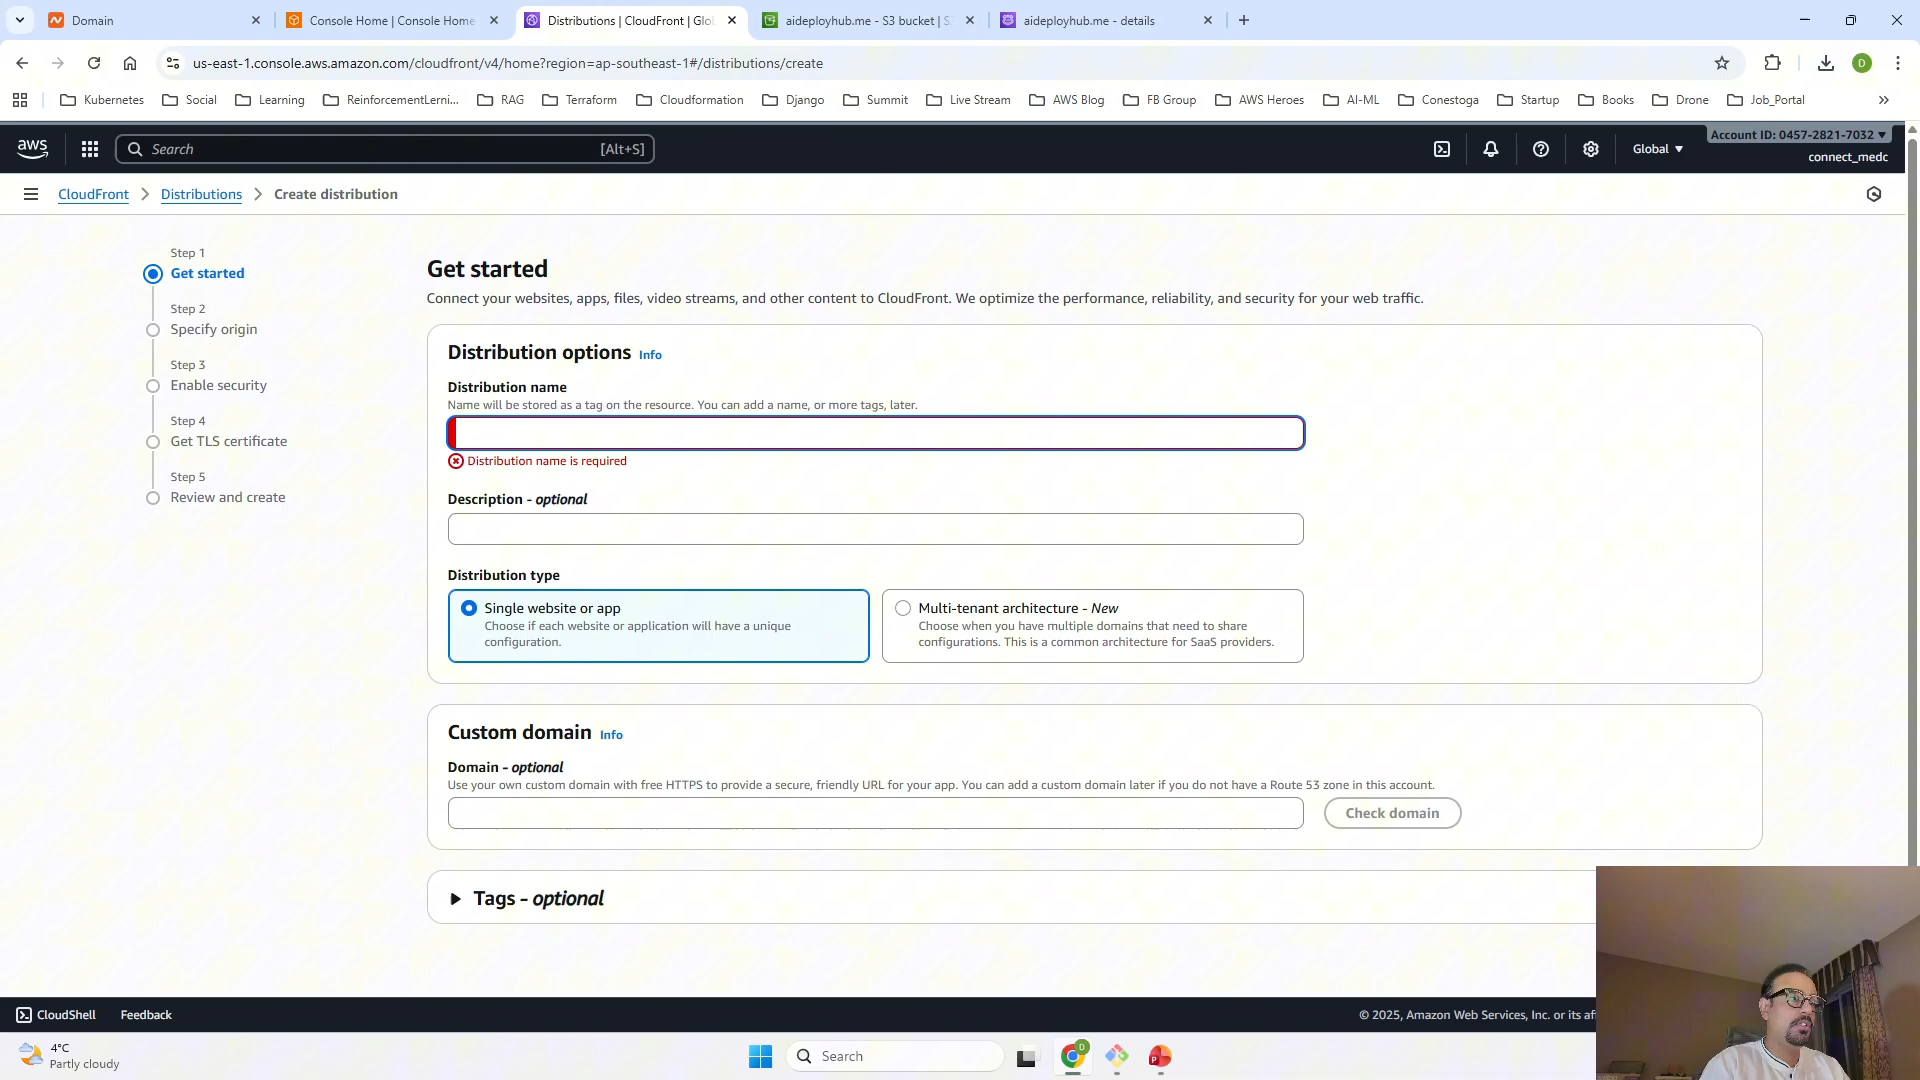 Domain
Console Home | Console Home
Distributions | CloudFront | Glo
aideployhub.me - S3 bucket | S
aideployhub.me - details
us-east-1.console.aws.amazon.com/cloudfront/v4/home?region=ap-southeast-1#/distributions/create
D
Kubernetes
Social
Learning
ReinforcementLerni...
RAG
Terraform
Cloudformation
Django
Summit
Live Stream
AWS Blog
FB Group
AWS Heroes
AI-ML
Conestoga
Startup
Books
Drone
Job_Portal
aws
Search
[Alt+S]
Global
Account ID: 0457-2821-7032
connect_medc
CloudFront
Distributions
Create distribution
Step 1
Get started
Step 2
Specify origin
Step 3
Enable security
Step 4
Get TLS certificate
Step 5
Review and create
Get started
Connect your websites, apps, files, video streams, and other content to CloudFront. We optimize the performance, reliability, and security for your web traffic.
Distribution options Info
Distribution name
Name will be stored as a tag on the resource. You can add a name, or more tags, later.
Distribution name is required
Description - optional
Distribution type
Single website or app
Choose if each website or application will have a unique
configuration.
Multi-tenant architecture - New
Choose when you have multiple domains that need to share
configurations. This is a common architecture for SaaS providers.
Custom domain Info
Domain - optional
Use your own custom domain with free HTTPS to provide a secure, friendly URL for your app. You can add a custom domain later if you do not have a Route 53 zone in this account.
Check domain
Tags - optional
CloudShell
Feedback
© 2025, Amazon Web Services, Inc. or its
4°C
Partly cloudy
Search
D